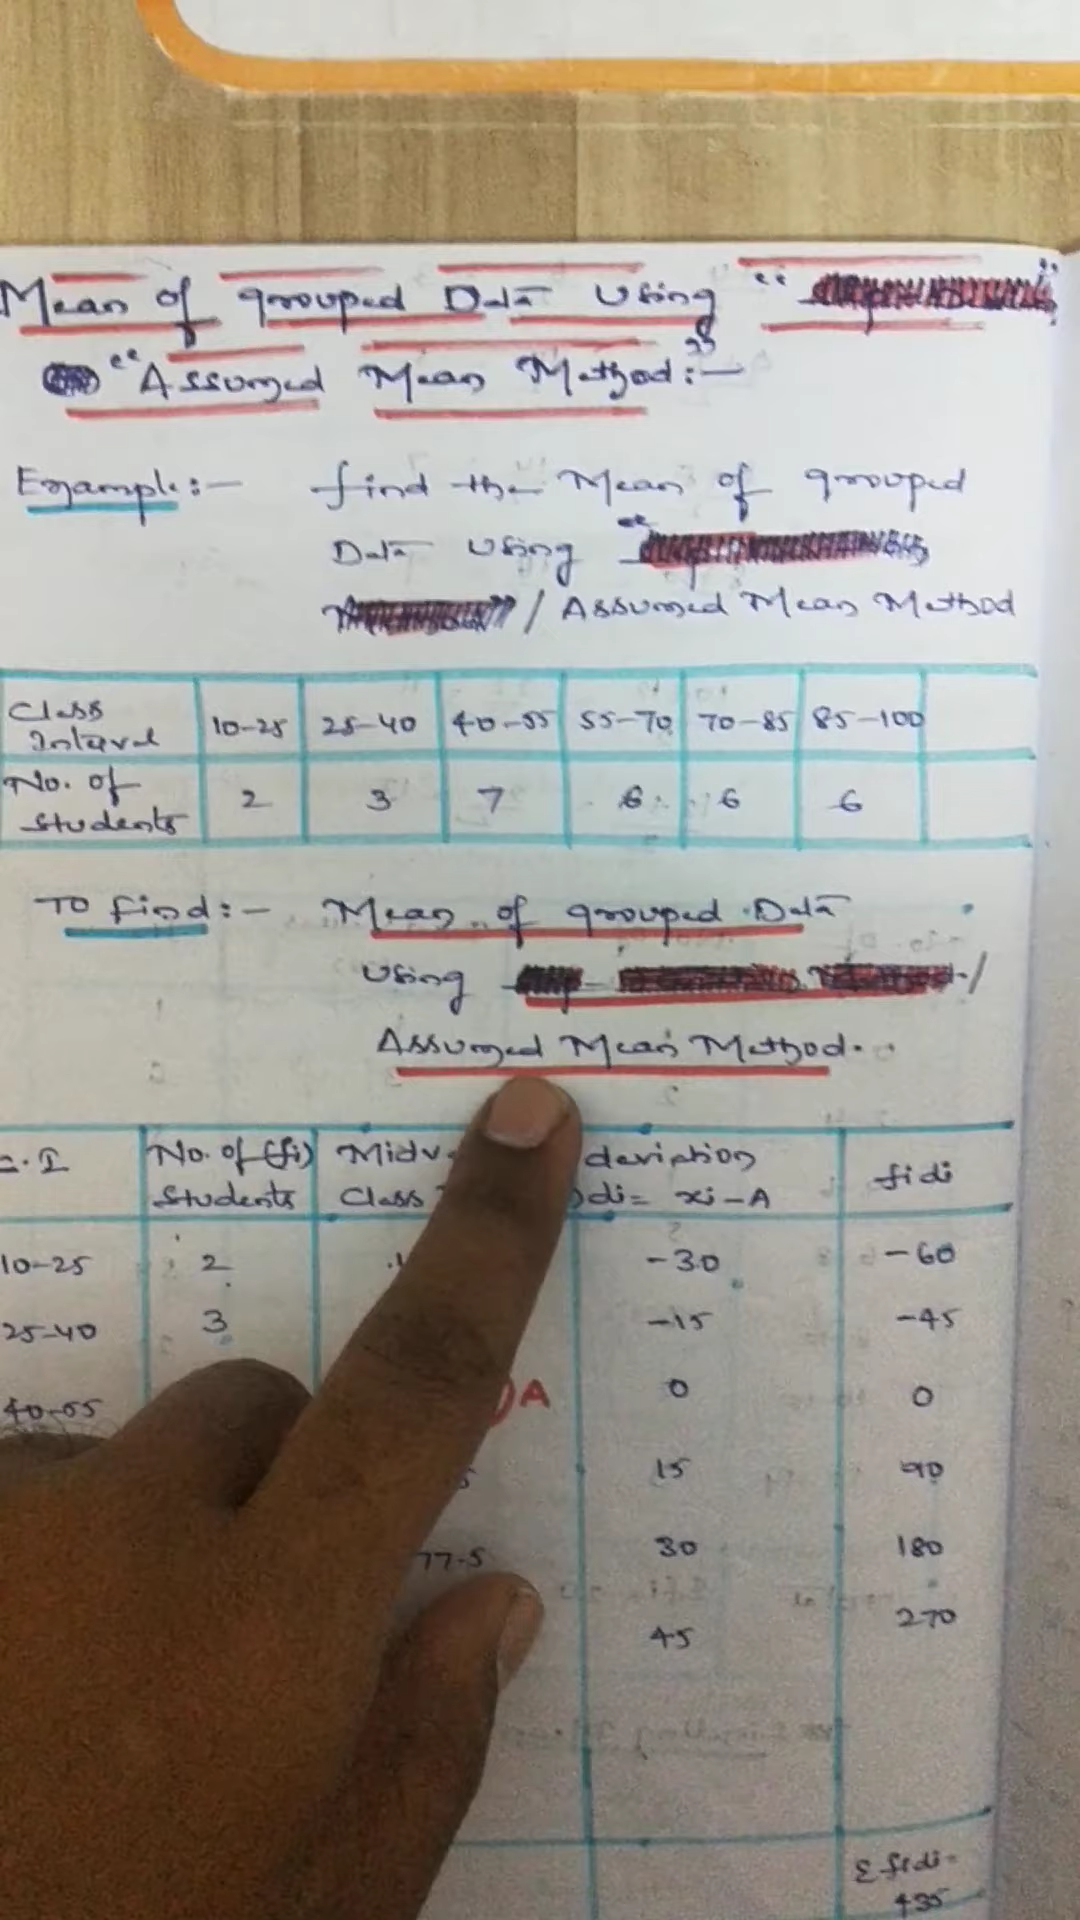 Mean of grouped Data Using "
"Assumed Mean Method":-
Example:- find the Mean of grouped
Data Using "
" / Assumed Mean Method
Class Interval 10-25 25-40 40-55 55-70 70-85 85-100
No. of Students 2 3 7 6 6 6
To find:- Mean of grouped Data
Using /
Assumed Mean Method.
C.I No. of (fi) Students Class deviation di= xi-A fidi
10-25 2 -30 -60
25-40 3 -15 -45
40-55 A 0 0
15 90
77.5 30 180
45 270
Σfidi=
435